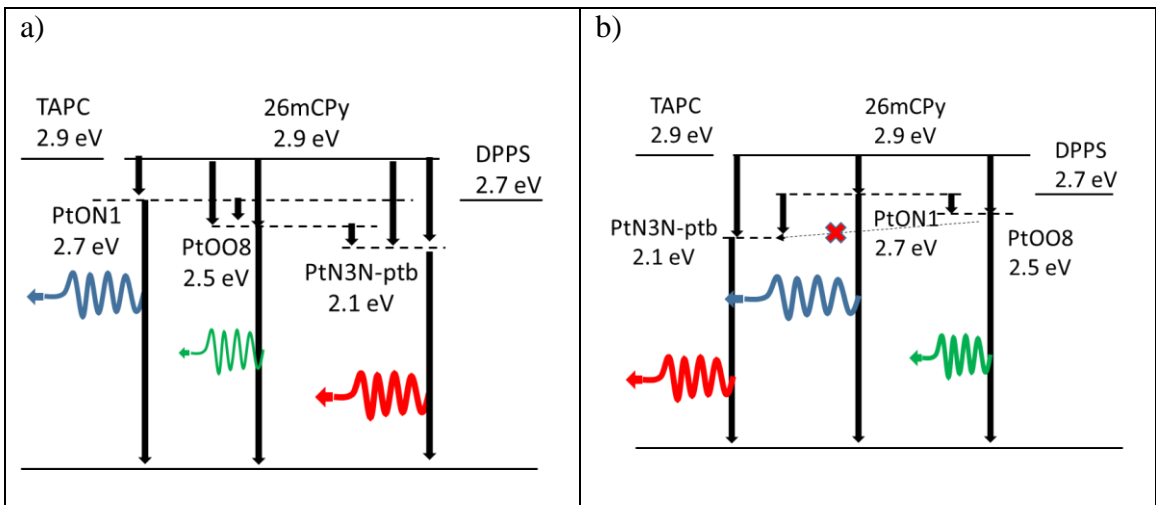 a)
TAPC
2.9 eV
26mCPy
2.9 eV
DPPS
2.7 eV
PtON1
2.7 eV
PtOO8
2.5 eV
PtN3N-ptb
2.1 eV
b)
TAPC
2.9 eV
26mCPy
2.9 eV
DPPS
2.7 eV
PtN3N-ptb
2.1 eV
PtON1
2.7 eV
PtOO8
2.5 eV